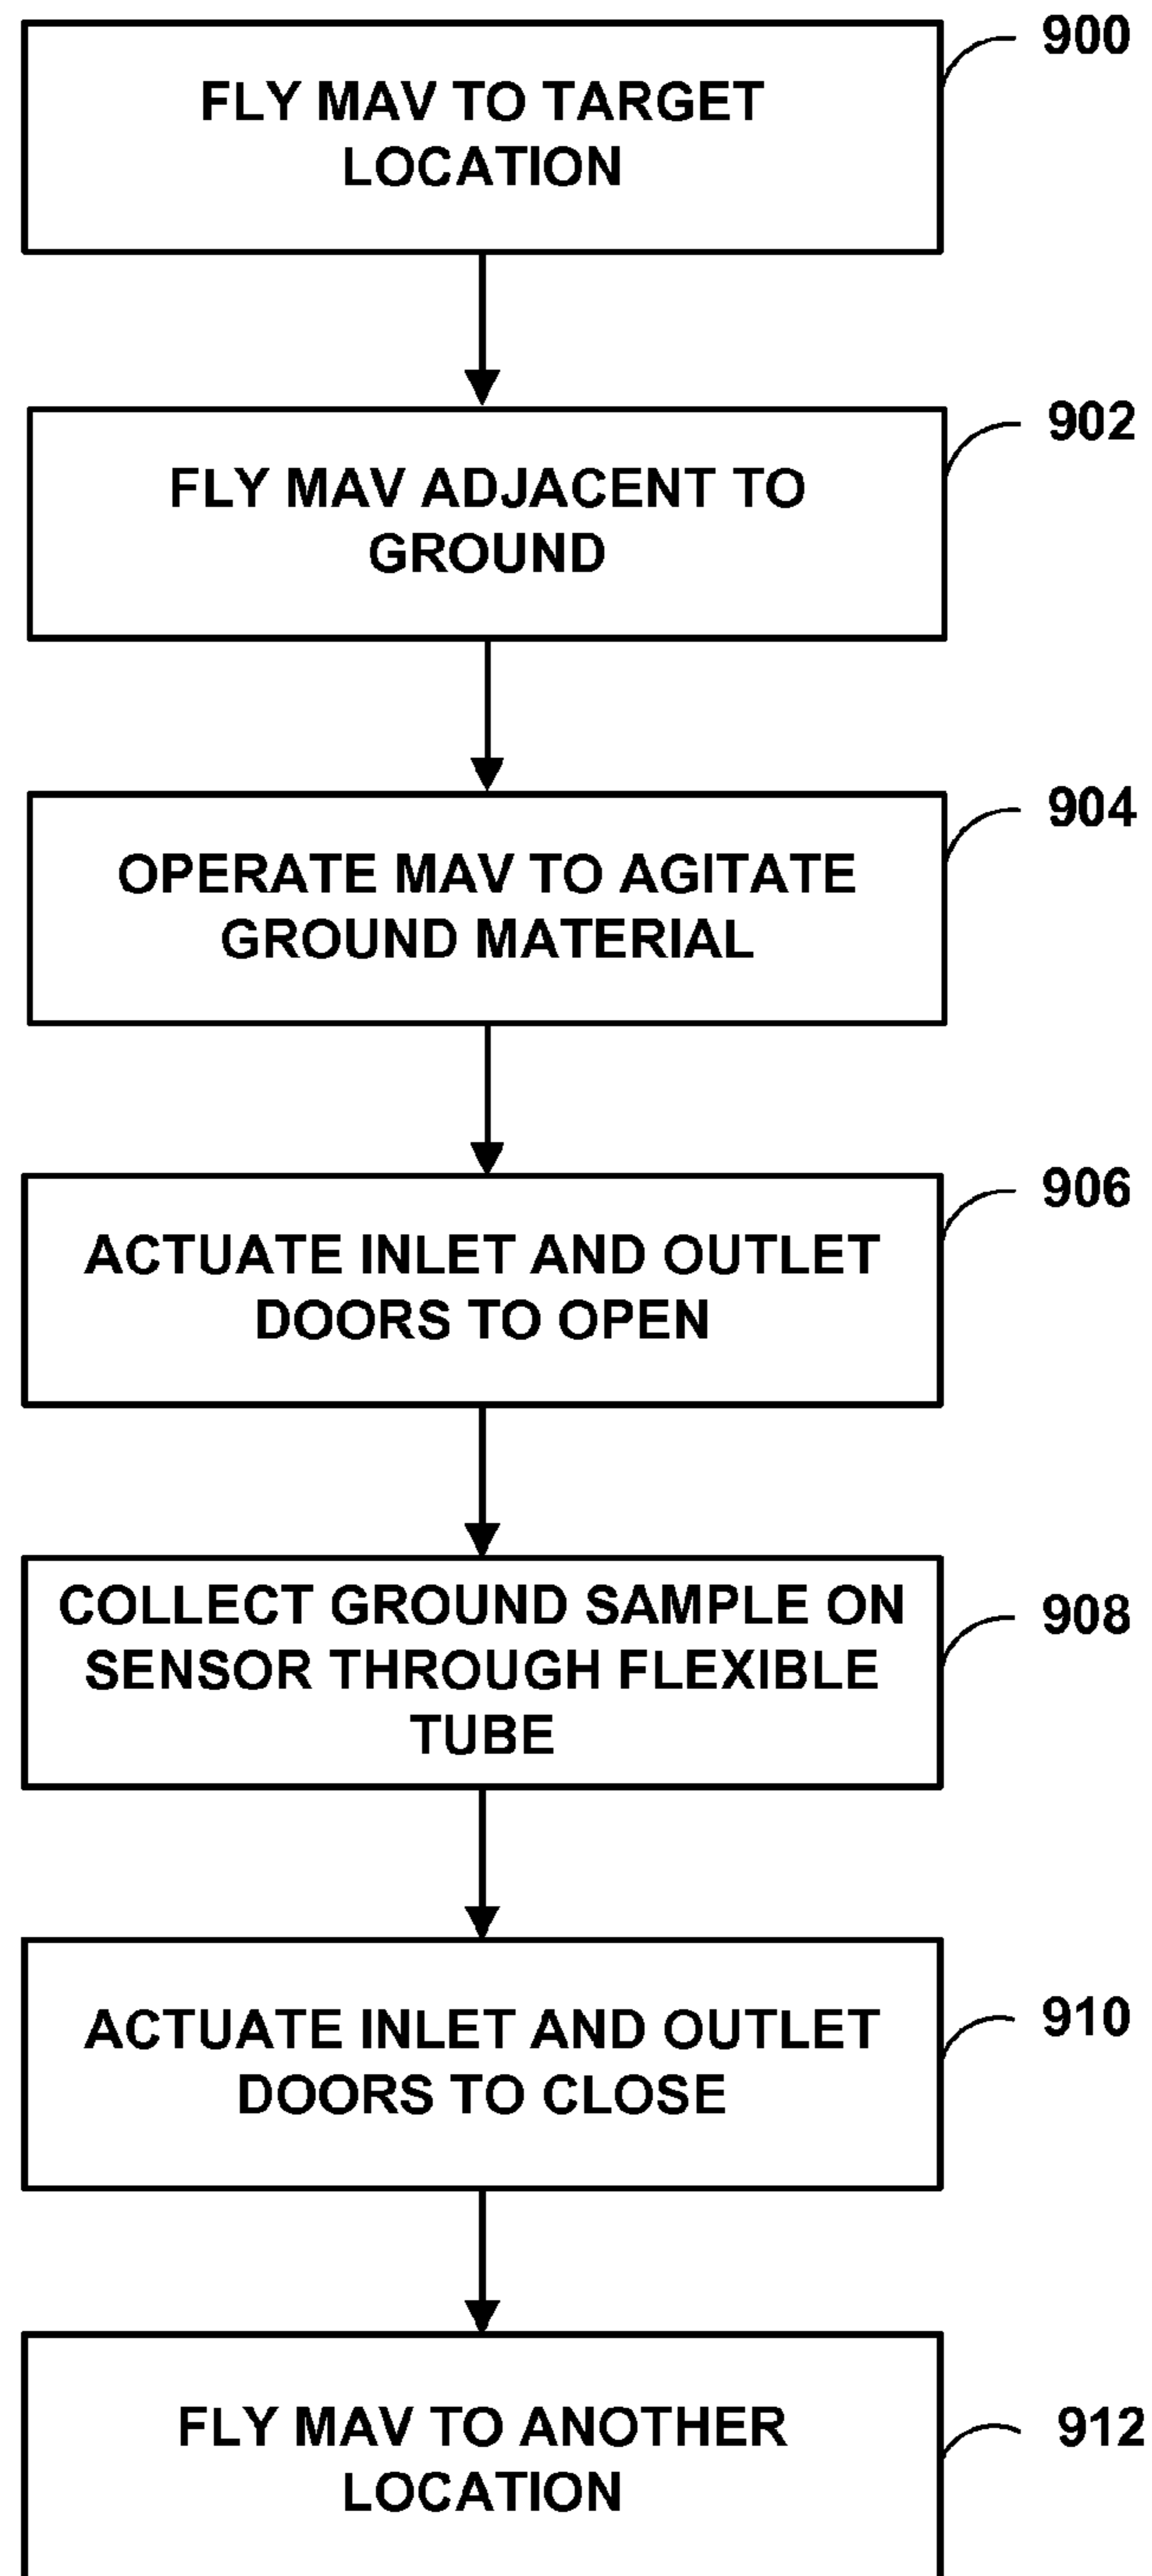 900
FLY MAV TO TARGET
LOCATION
902
FLY MAV ADJACENT TO
GROUND
904
OPERATE MAV TO AGITATE
GROUND MATERIAL
906
ACTUATE INLET AND OUTLET
DOORS TO OPEN
908
COLLECT GROUND SAMPLE ON
SENSOR THROUGH FLEXIBLE
TUBE
910
ACTUATE INLET AND OUTLET
DOORS TO CLOSE
912
FLY MAV TO ANOTHER
LOCATION